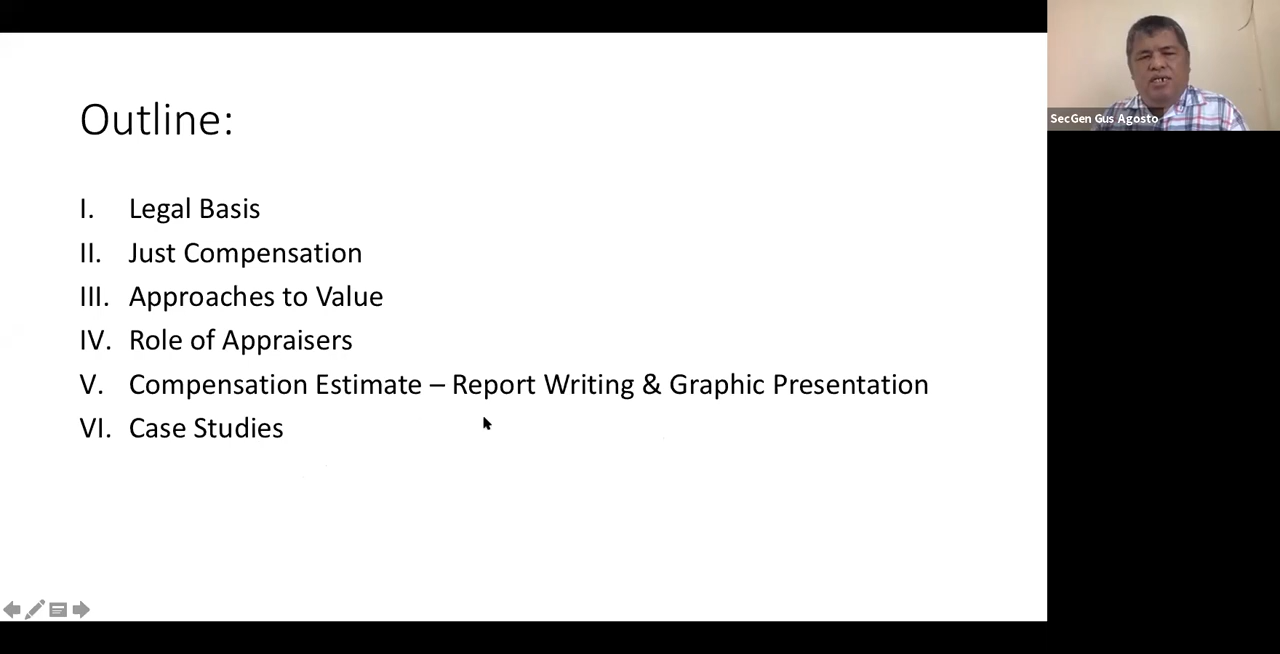 Outline:
I. Legal Basis
II. Just Compensation
III. Approaches to Value
IV. Role of Appraisers
V. Compensation Estimate – Report Writing & Graphic Presentation
VI. Case Studies
SecGen Gus Agosto